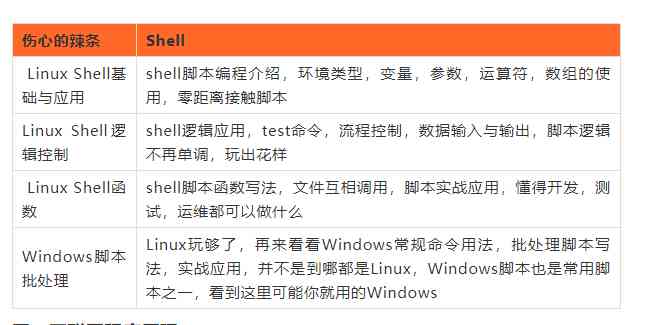 伤心的辣条 Shell
Linux Shell基础与应用
shell脚本编程介绍，环境类型，变量，参数，运算符，数组的使用，零距离接触脚本
Linux Shell逻辑控制
shell逻辑应用，test命令，流程控制，数据输入与输出，脚本逻辑不再单调，玩出花样
Linux Shell函数
shell脚本函数写法，文件互相调用，脚本实战应用，懂得开发，测试，运维都可以做什么
Windows脚本批处理
Linux玩够了，再来看看Windows常规命令用法，批处理脚本写法，实战应用，并不是到哪都是Linux，Windows脚本也是常用脚本之一，看到这里可能你就用的Windows